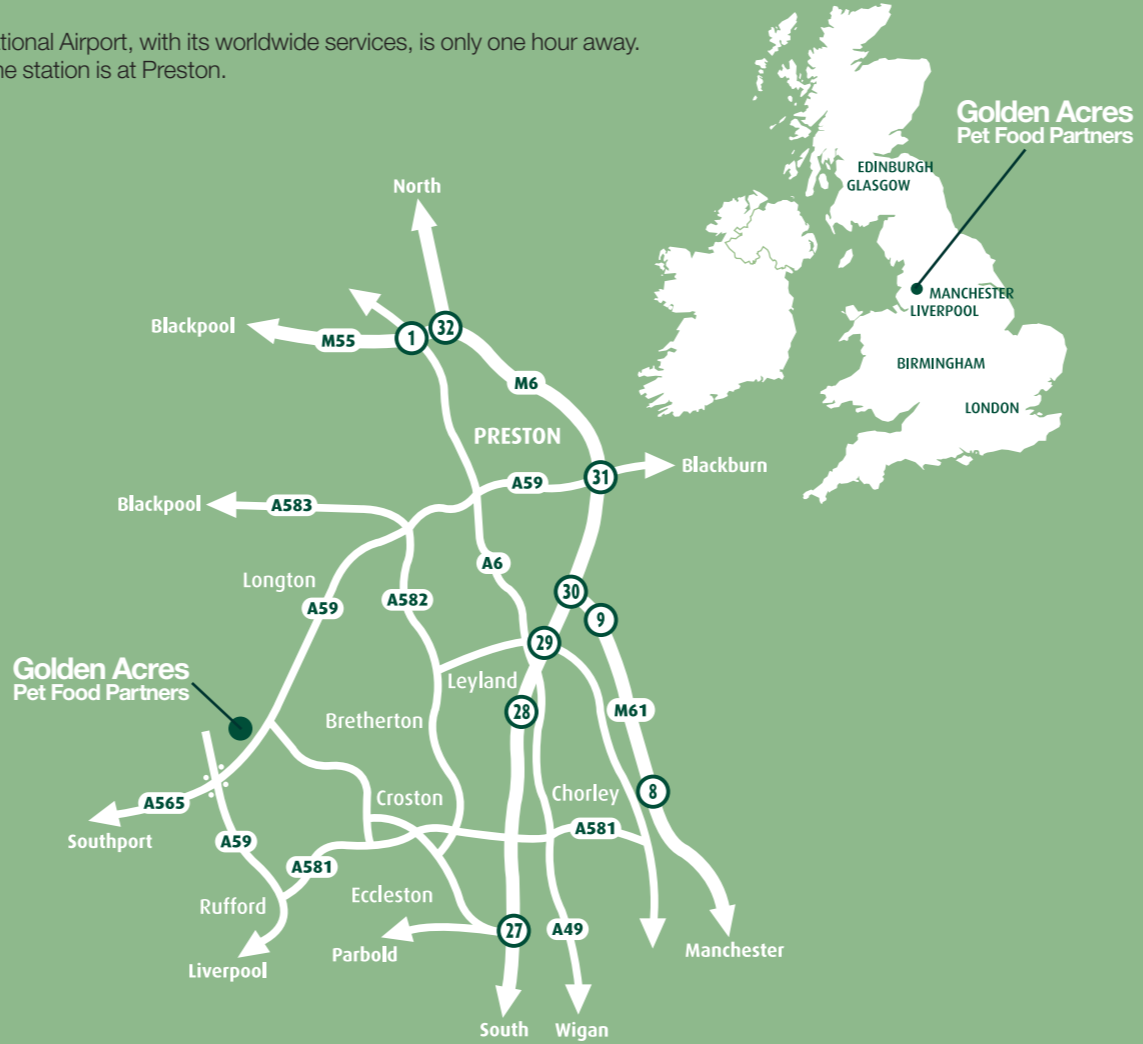 tional Airport, with its worldwide services, is only one hour away.
ne station is at Preston.
Golden Acres
Pet Food Partners
EDINBURGH
GLASGOW
MANCHESTER
LIVERPOOL
BIRMINGHAM
LONDON
North
Blackpool
M55
1
32
M6
PRESTON
Blackburn
31
A59
Blackpool
A583
A6
Longton
A59
A582
30
9
29
Golden Acres
Pet Food Partners
Leyland
28
M61
Bretherton
Croston
Chorley
8
A565
Southport
A59
A581
A581
Rufford
Eccleston
27
A49
Parbold
Manchester
Liverpool
South
Wigan